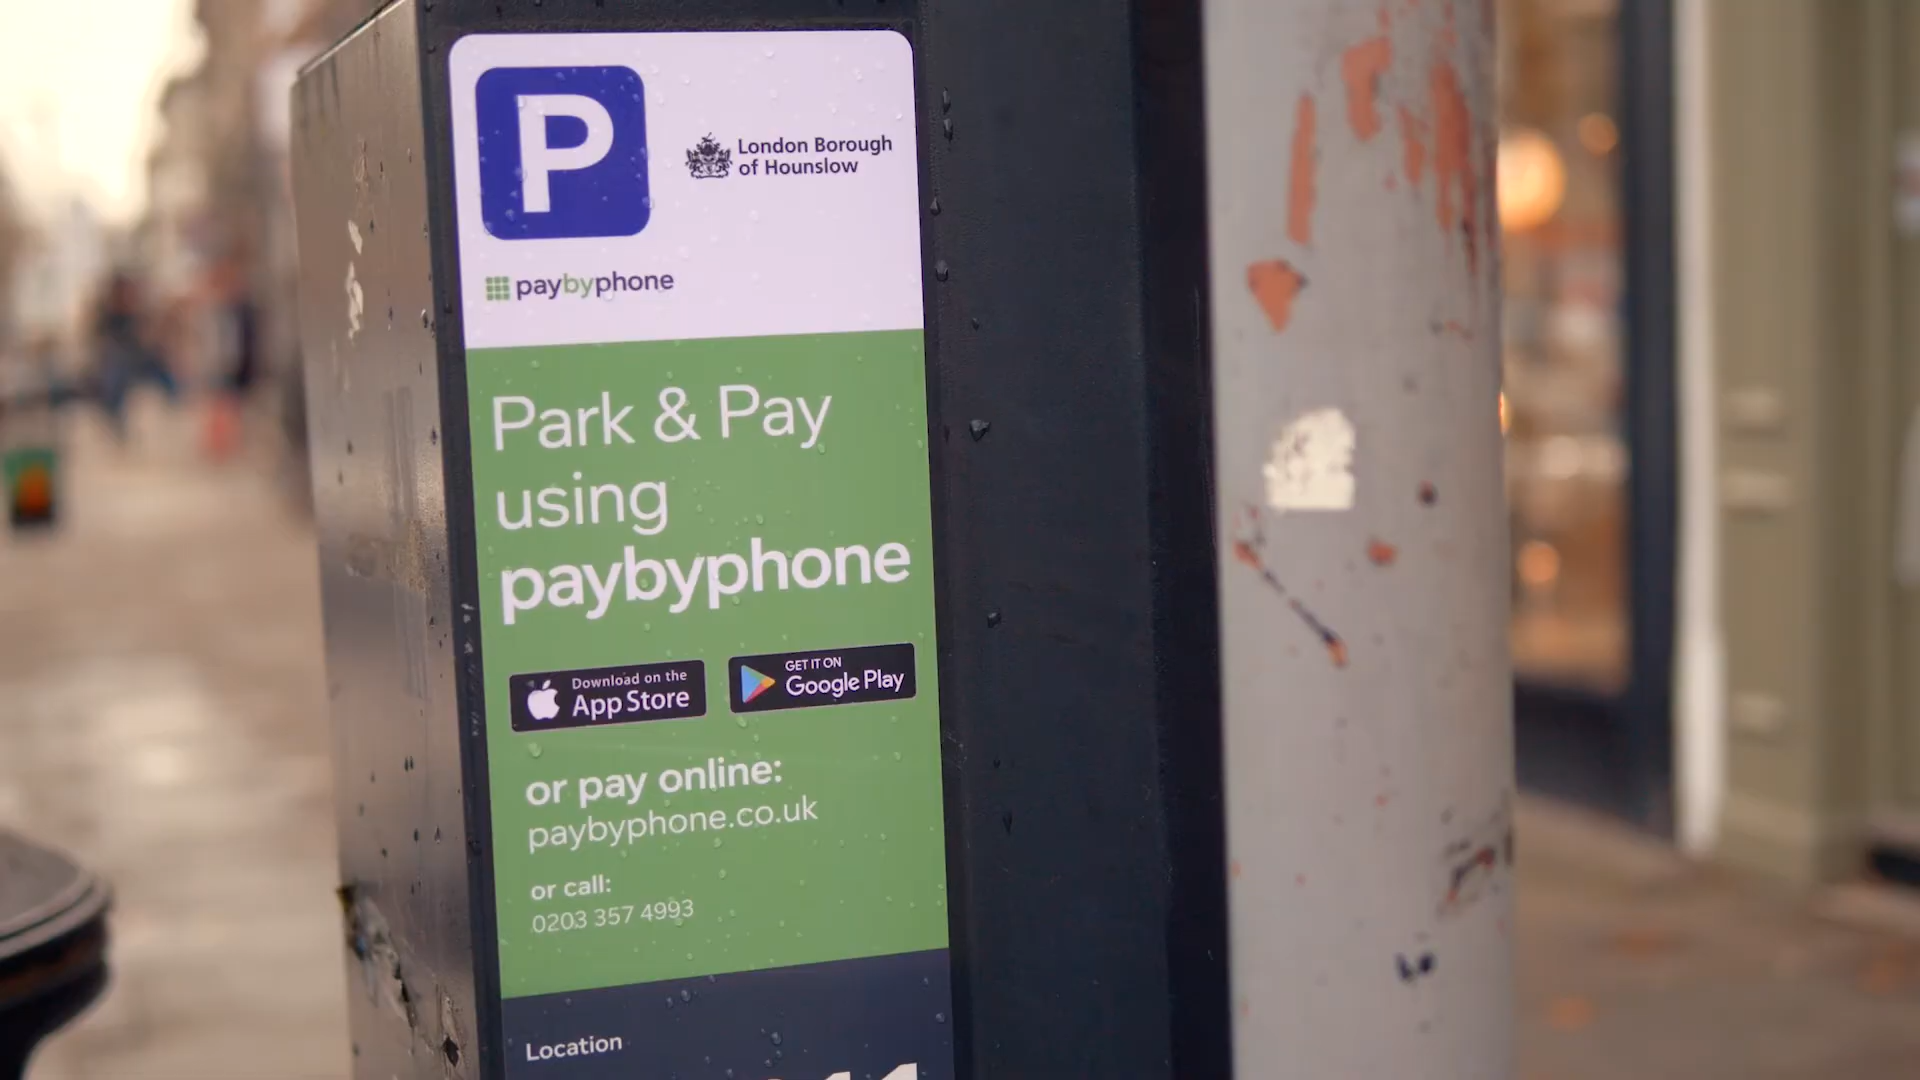 P
London Borough
of Hounslow
paybyphone
Park & Pay
using
paybyphone
Download on the
App Store
GET IT ON
Google Play
or pay online:
paybyphone.co.uk
or call:
0203 357 4993
Location